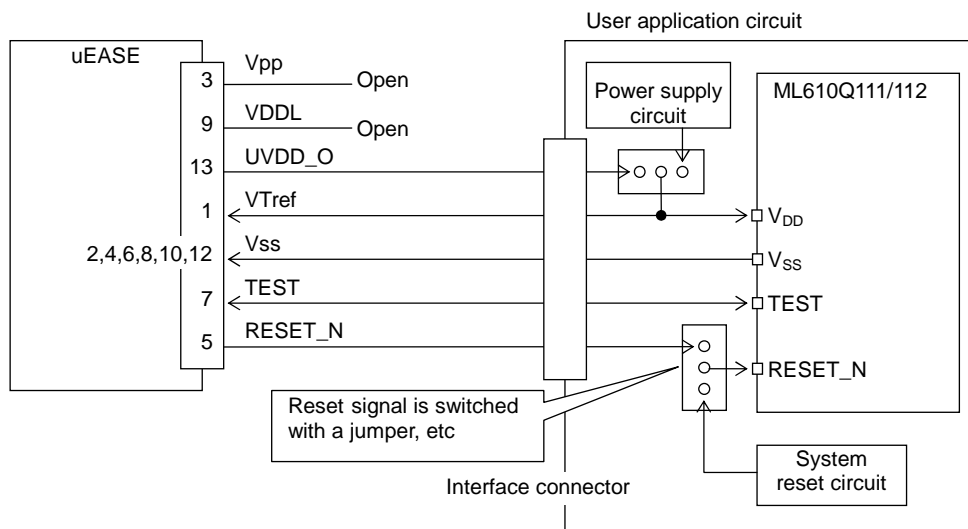 User application circuit
uEASE
3
Vpp
Open
9
VDDL
Open
13
UVDD_O
1
VTref
2,4,6,8,10,12
Vss
7
TEST
5
RESET_N
Power supply
circuit
ML610Q111/112
VDD
VSS
TEST
RESET_N
Reset signal is switched
with a jumper, etc
System
reset circuit
Interface connector